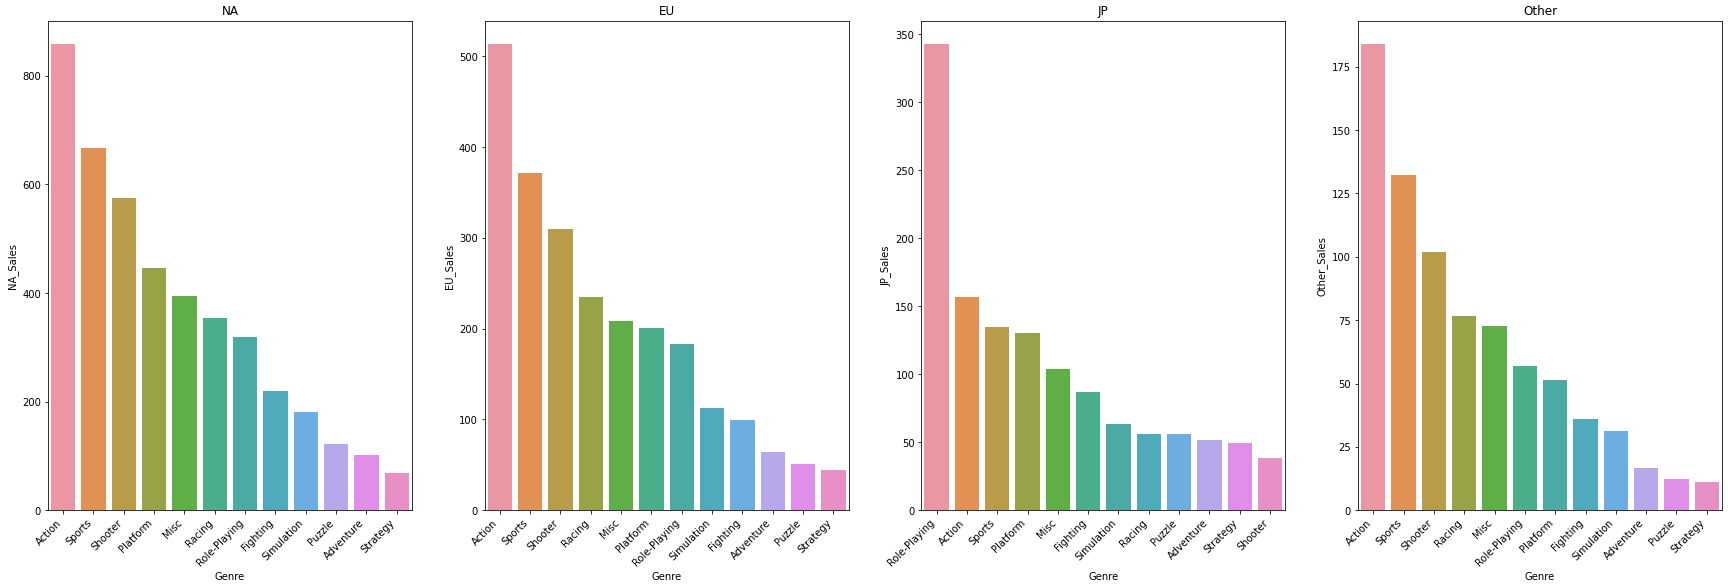 NA
NA_Sales
800
600
400
200
0
Action
Sports
Shooter
Platform
Misc
Racing
Role-Playing
Fighting
Simulation
Puzzle
Adventure
Strategy
Genre
EU
EU_Sales
500
400
300
200
100
0
Action
Sports
Shooter
Racing
Misc
Platform
Role-Playing
Simulation
Fighting
Adventure
Puzzle
Strategy
Genre
JP
JP_Sales
350
300
250
200
150
100
50
0
Role-Playing
Action
Sports
Platform
Misc
Fighting
Simulation
Racing
Puzzle
Adventure
Strategy
Shooter
Genre
Other
Other_Sales
175
150
125
100
75
50
25
0
Action
Sports
Shooter
Racing
Misc
Role-Playing
Platform
Fighting
Simulation
Adventure
Puzzle
Strategy
Genre